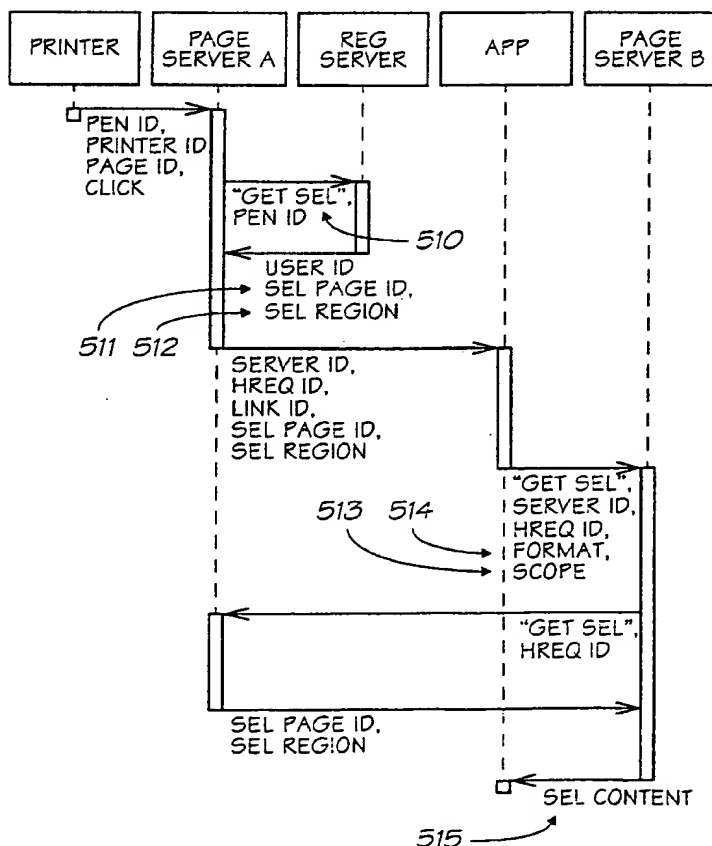 PRINTER
PAGE
SERVER A
REG
SERVER
APP
PAGE
SERVER B
PEN ID,
PRINTER ID
PAGE ID,
CLICK
"GET SEL",
PEN ID
510
USER ID
SEL PAGE ID,
SEL REGION
511
512
SERVER ID,
HREQ ID,
LINK ID,
SEL PAGE ID,
SEL REGION
"GET SEL",
SERVER ID,
HREQ ID,
FORMAT,
SCOPE
513
514
"GET SEL",
HREQ ID
SEL PAGE ID,
SEL REGION
SEL CONTENT
515